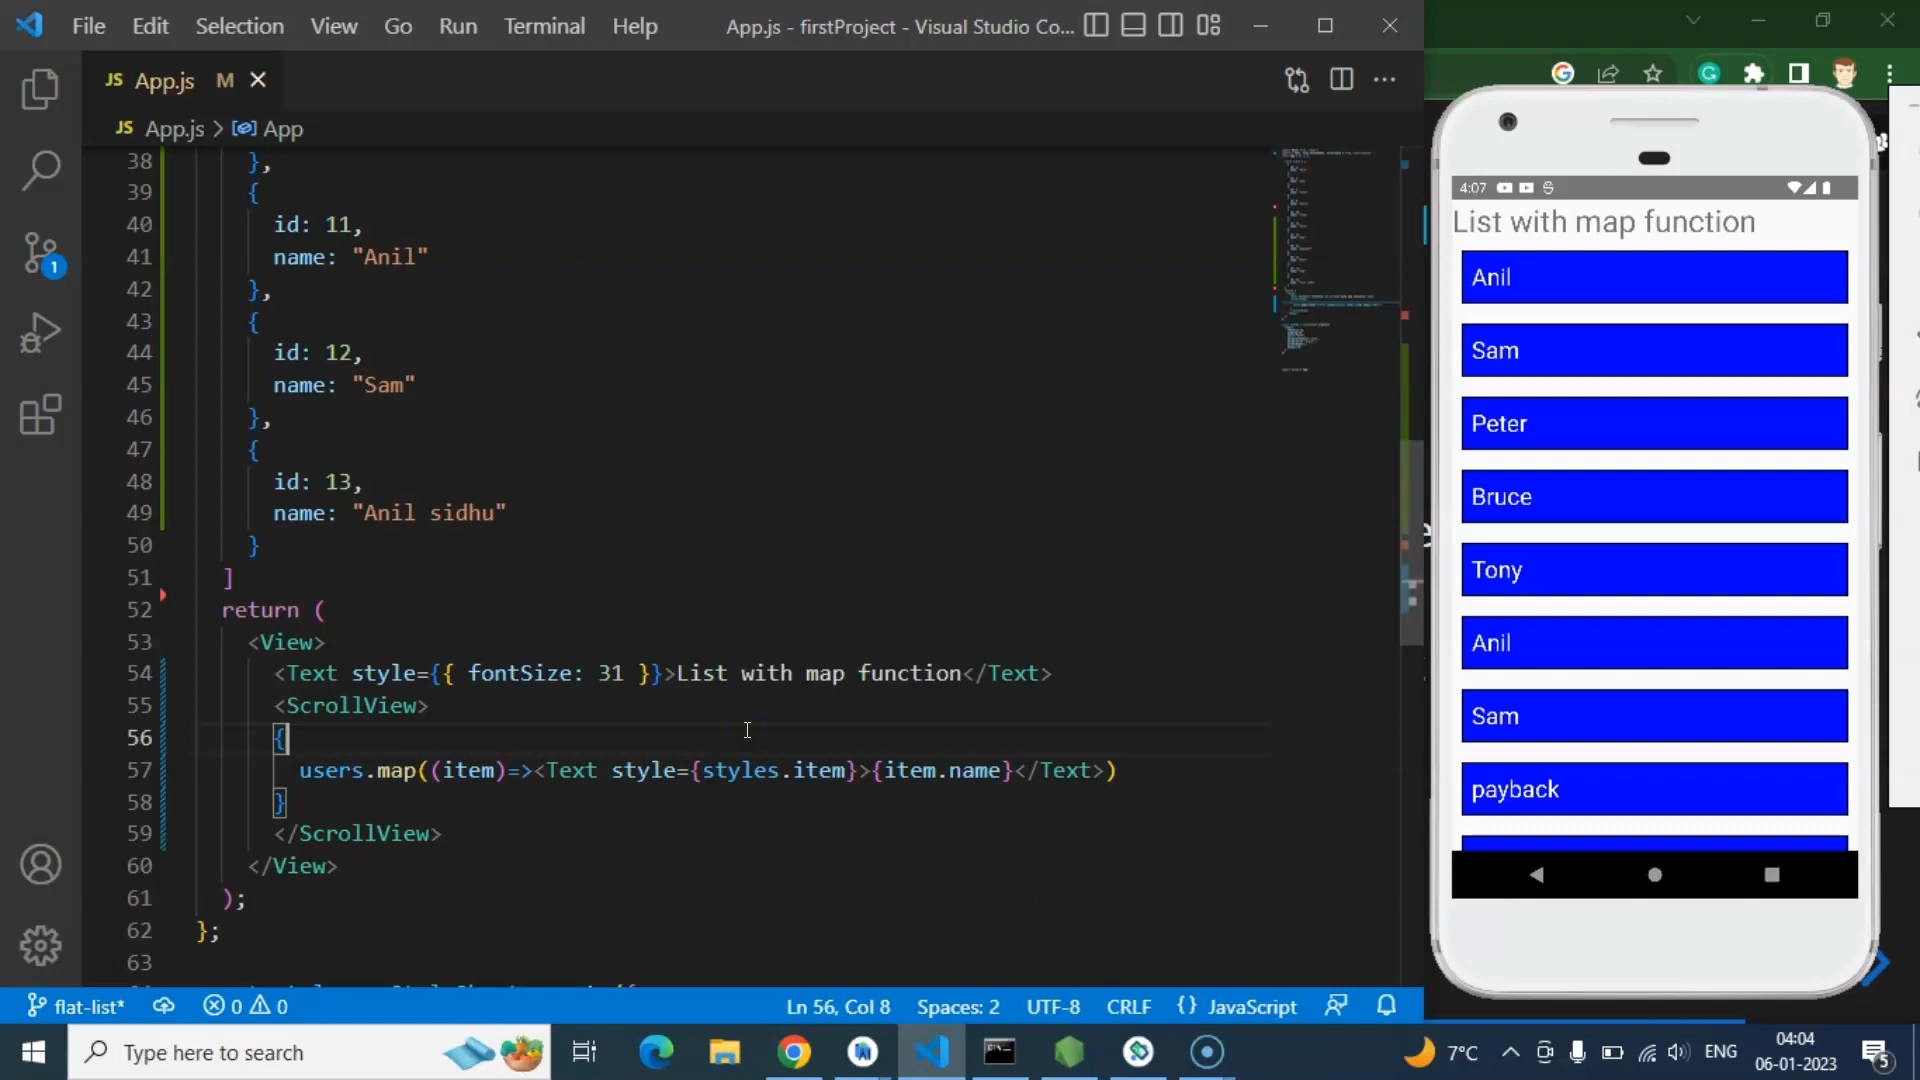 File Edit Selection View Go Run Terminal Help App.js - firstProject - Visual Studio Co...
JS App.js M
JS App.js > App
38 },
39 {
40 id: 11,
41 name: "Anil"
42 },
43 {
44 id: 12,
45 name: "Sam"
46 },
47 {
48 id: 13,
49 name: "Anil sidhu"
50 }
51 ]
52 return (
53 <View>
54 <Text style={{ fontSize: 31 }}>List with map function</Text>
55 <ScrollView>
56 {
57 users.map((item)=><Text style={styles.item}>{item.name}</Text>)
58 }
59 </ScrollView>
60 </View>
61 );
62 };
63
1
flat-list* 0 0 Ln 56, Col 8 Spaces: 2 UTF-8 CRLF {} JavaScript
4:07
List with map function
Anil
Sam
Peter
Bruce
Tony
Anil
Sam
payback
Type here to search
7°C ENG
04:04
06-01-2023
5